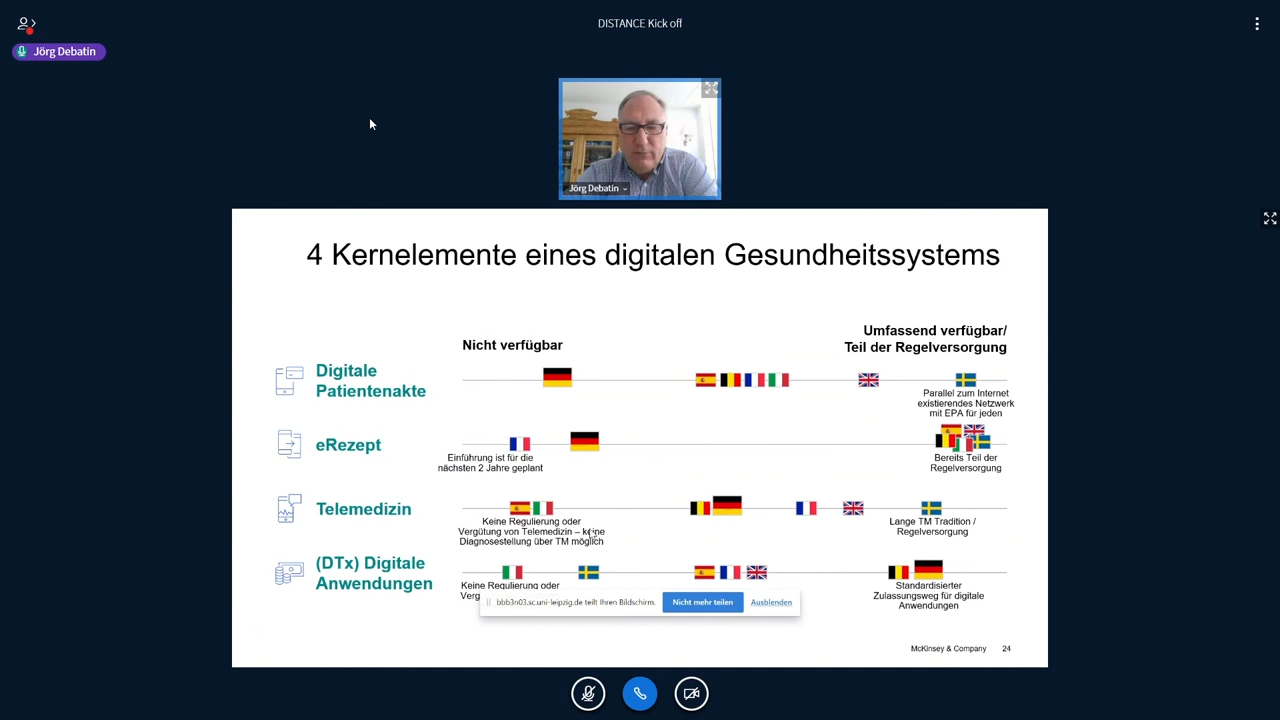 DISTANCE Kick off
Jörg Debatin
Jörg Debatin
4 Kernelemente eines digitalen Gesundheitssystems
Nicht verfügbar
Umfassend verfügbar/
Teil der Regelversorgung
Digitale
Patientenakte
Parallel zum Internet
existierendes Netzwerk
mit EPA für jeden
eRezept
Einführung ist für die
nächsten 2 Jahre geplant
Bereits Teil der
Regelversorgung
Telemedizin
Keine Regulierung oder
Vergütung von Telemedizin – keine
Diagnosestellung über TM möglich
Lange TM Tradition /
Regelversorgung
(DTx) Digitale
Anwendungen
Keine Regulierung oder
Verg
Standardisierter
Zulassungsweg für digitale
Anwendungen
bbb3n03.sc.uni-leipzig.de teilt Ihren Bildschirm.
Nicht mehr teilen
Ausblenden
McKinsey & Company 24